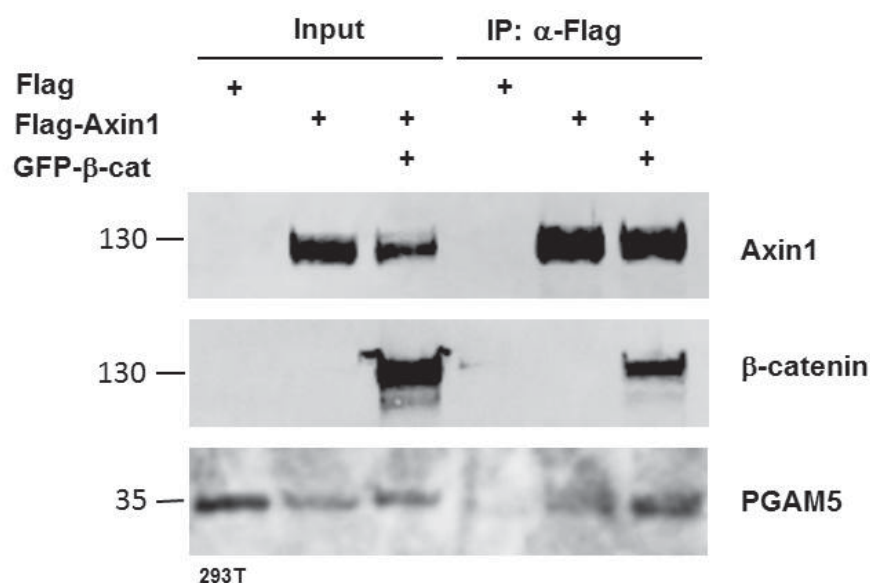 Input IP: α-Flag
Flag + +
Flag-Axin1 + + + +
GFP-β-cat + +
130 Axin1
130 β-catenin
35 PGAM5
293T